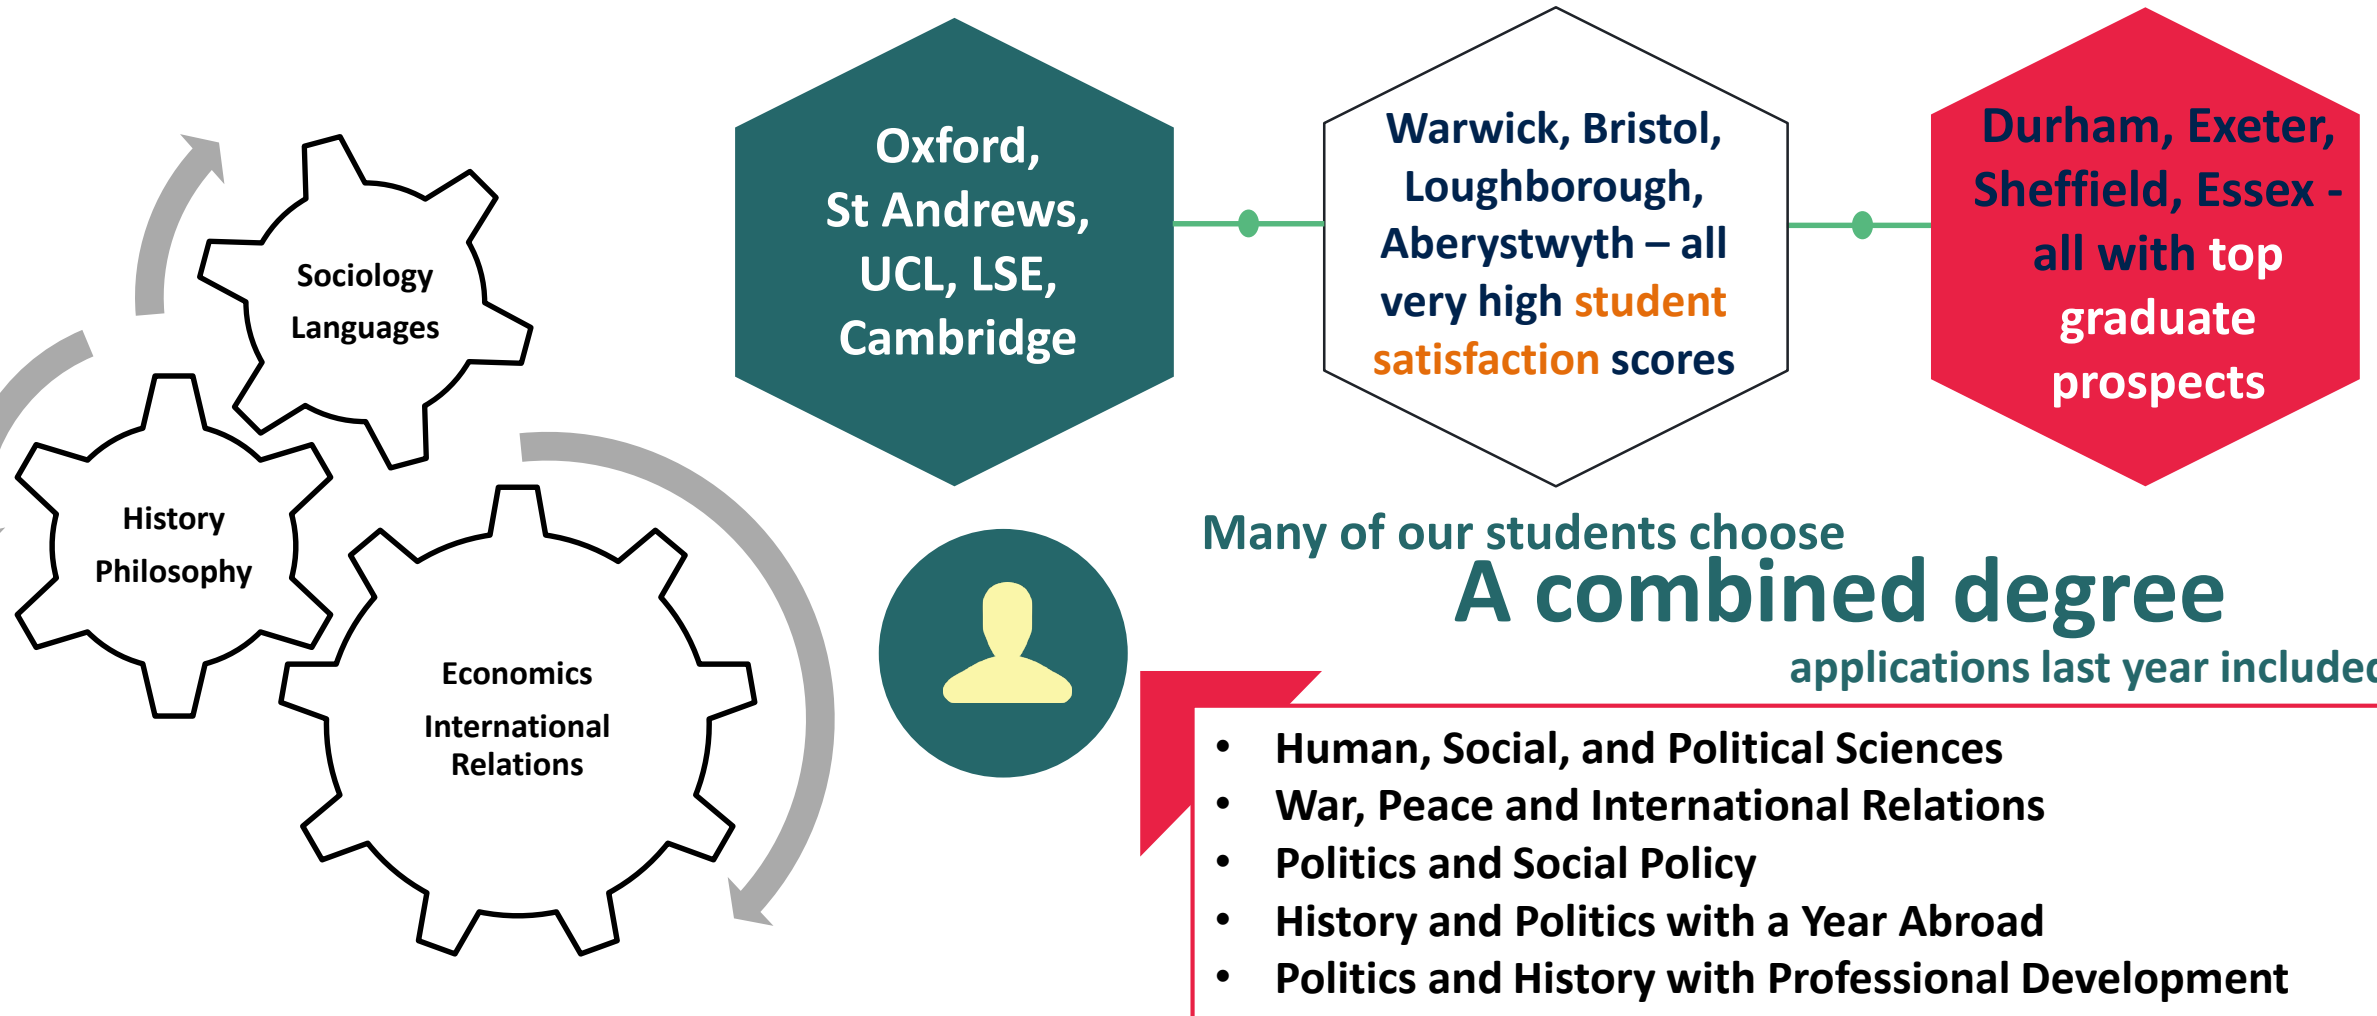 Sociology
Languages
History
Philosophy
Economics
International
Relations
Oxford,
St Andrews,
UCL, LSE,
Cambridge
Warwick, Bristol,
Loughborough,
Aberystwyth – all
very high student
satisfaction scores
Durham, Exeter,
Sheffield, Essex -
all with top
graduate
prospects
Many of our students choose
A combined degree
applications last year included
• Human, Social, and Political Sciences
• War, Peace and International Relations
• Politics and Social Policy
• History and Politics with a Year Abroad
• Politics and History with Professional Development